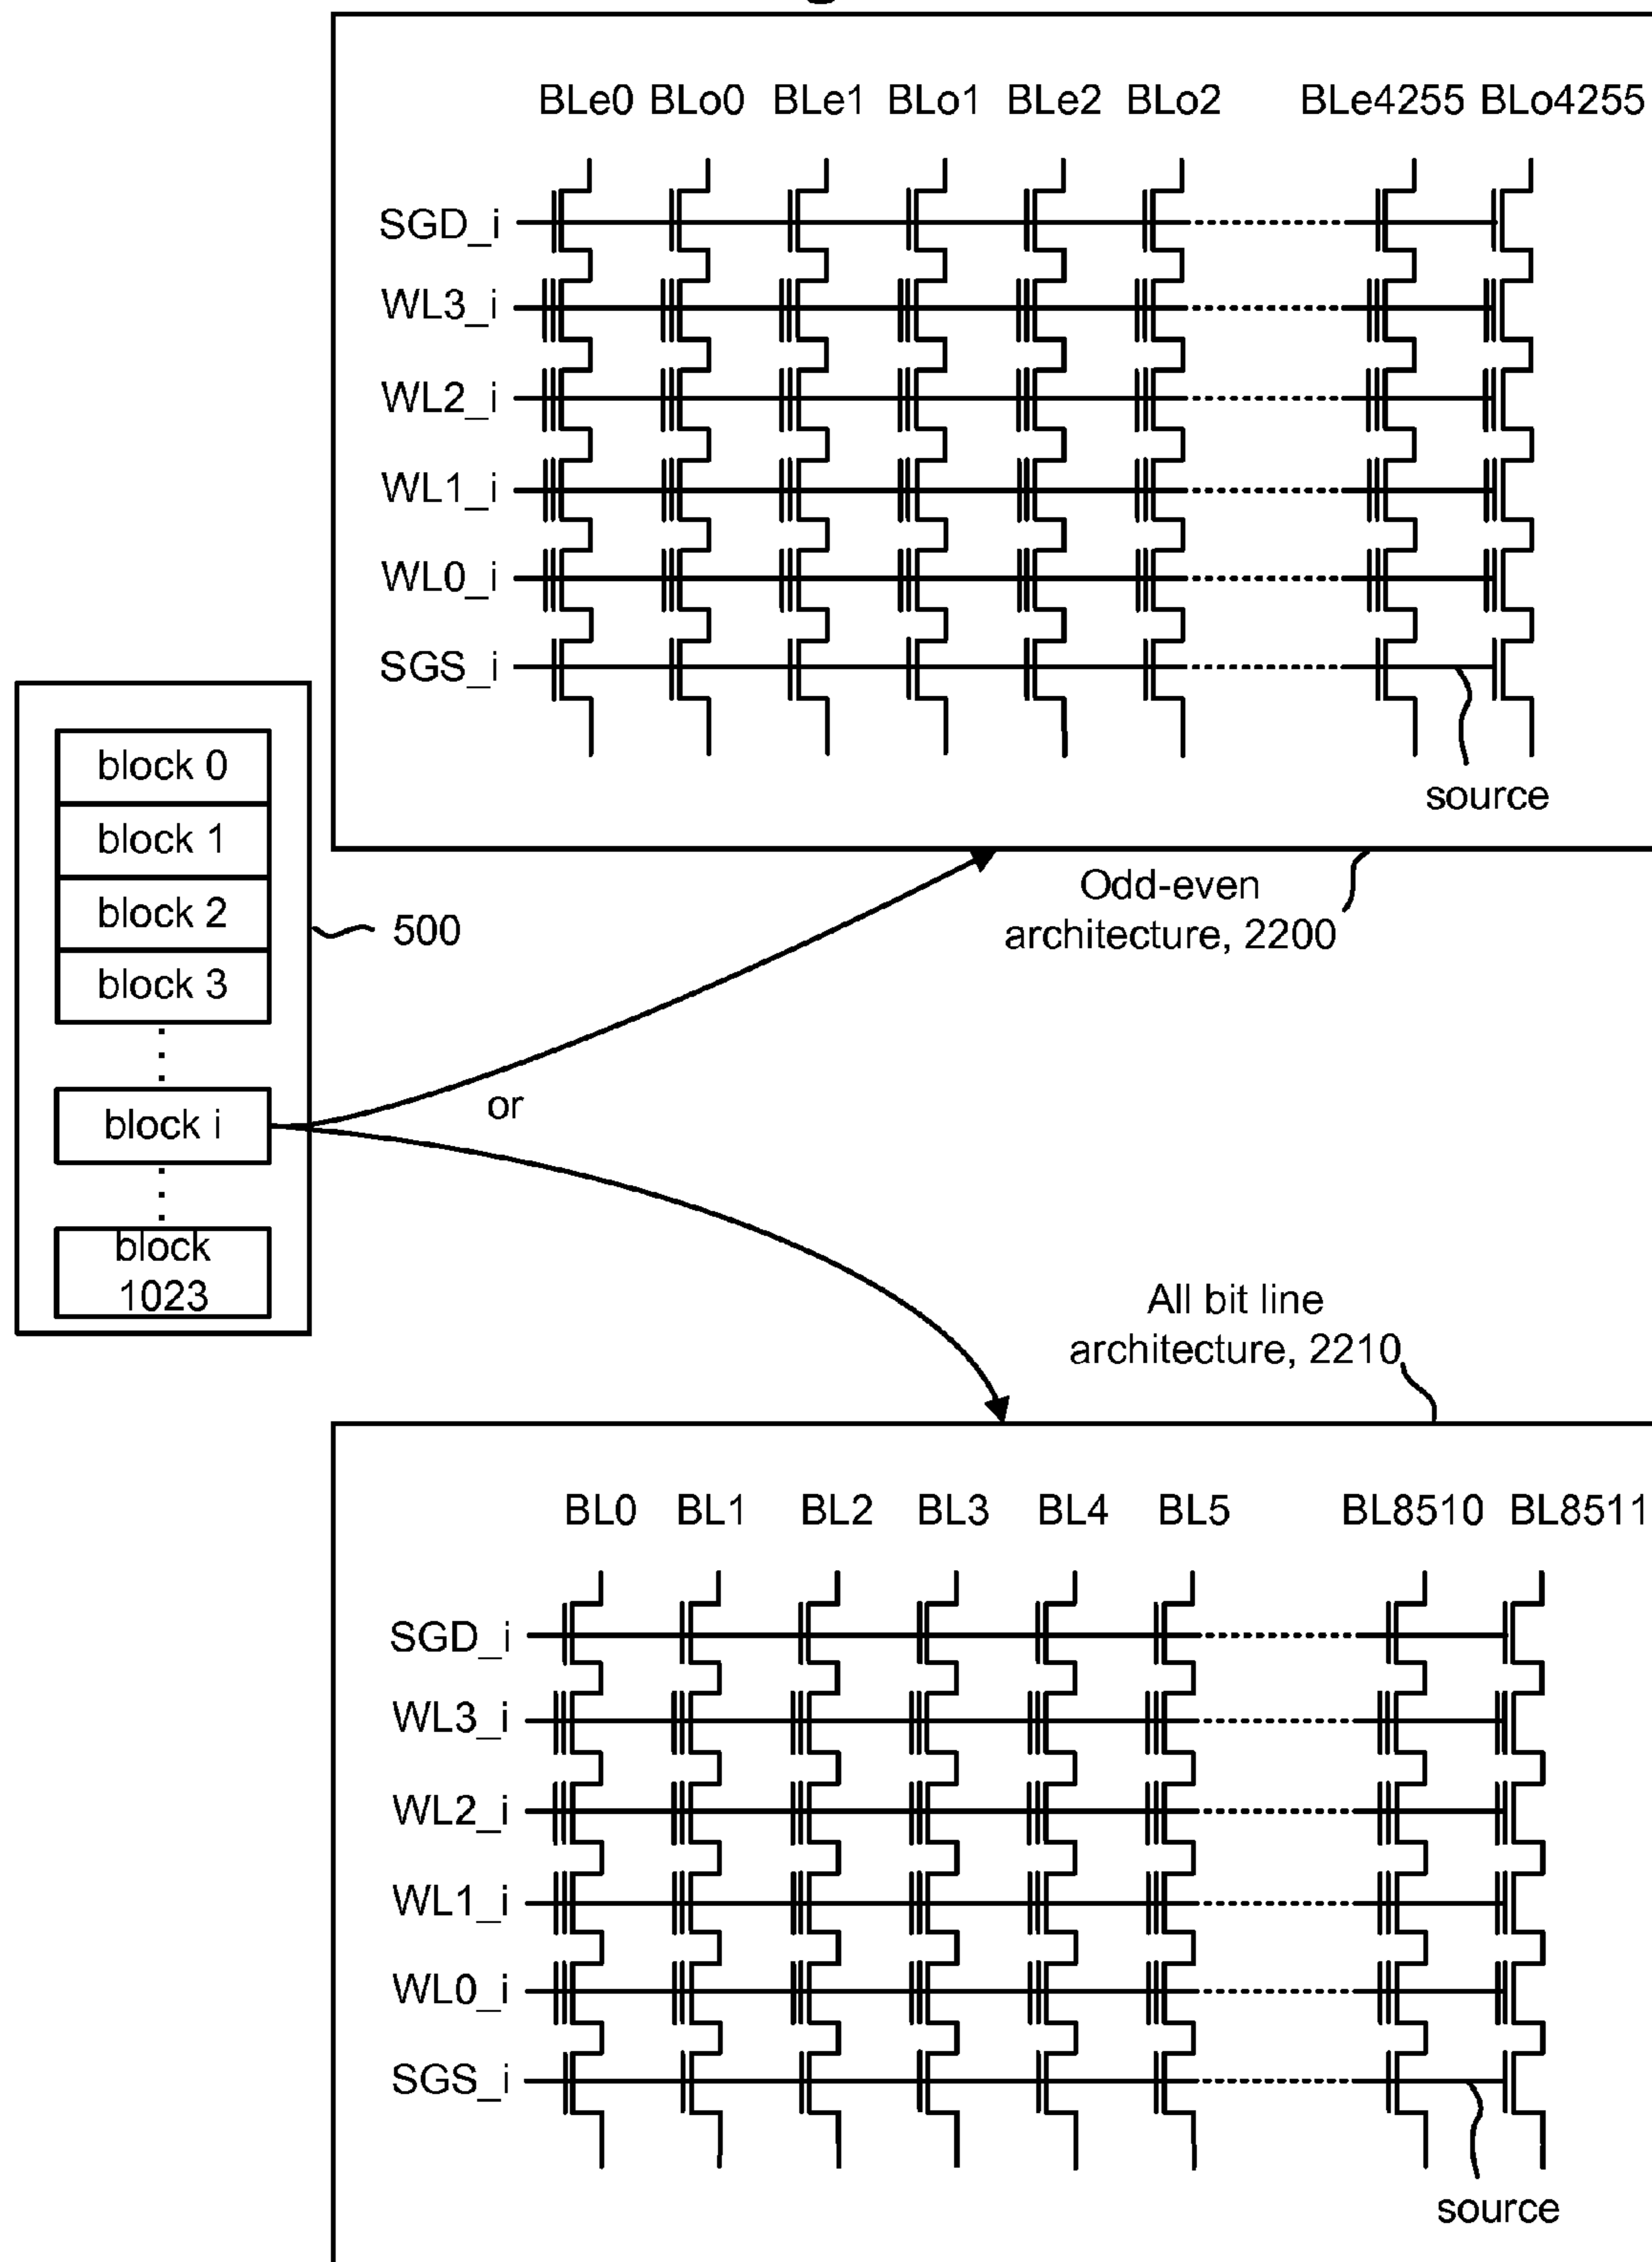 BLe0 BLo0 BLe1 BLo1 BLe2 BLo2 BLe4255 BLo4255
SGD_i
WL3_i
WL2_i
WL1_i
WL0_i
SGS_i
source
block 0
block 1
block 2
block 3
block i
block
1023
500
Odd-even
architecture, 2200
or
All bit line
architecture, 2210
BL0 BL1 BL2 BL3 BL4 BL5 BL8510 BL8511
SGD_i
WL3_i
WL2_i
WL1_i
WL0_i
SGS_i
source